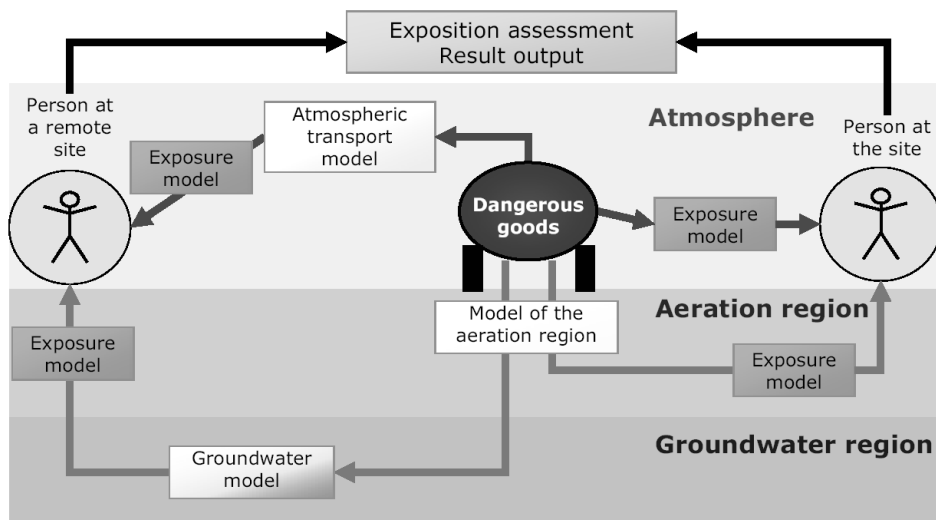 Exposition assessment
Result output
Person at
a remote
site
Atmospheric
transport
model
Atmosphere
Person at
the site
Exposure
model
Dangerous
goods
Exposure
model
Model of the
aeration region
Aeration region
Exposure
model
Exposure
model
Groundwater region
Groundwater
model